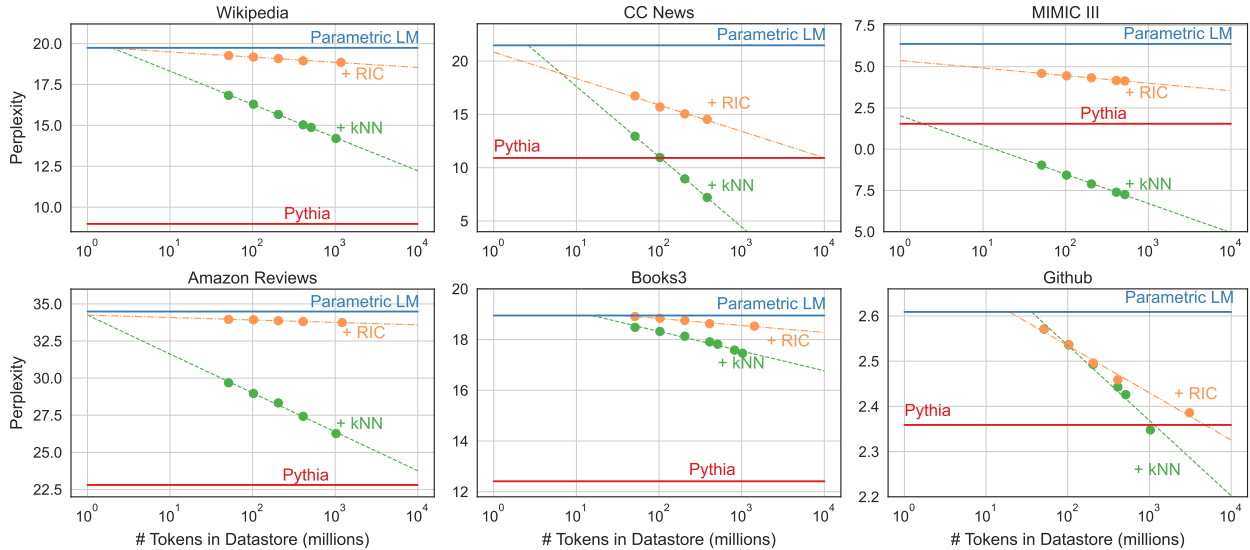 Wikipedia
20.0
17.5
15.0
12.5
10.0
Perplexity
Parametric LM
+ RIC
+ kNN
Pythia
10^0 10^1 10^2 10^3 10^4
CC News
20
15
10
5
Parametric LM
+ RIC
Pythia
+ kNN
10^0 10^1 10^2 10^3 10^4
MIMIC III
7.5
5.0
2.5
0.0
7.5
5.0
Parametric LM
+ RIC
Pythia
+ kNN
10^0 10^1 10^2 10^3 10^4
Amazon Reviews
35.0
32.5
30.0
27.5
25.0
22.5
Perplexity
Parametric LM
+ RIC
+ kNN
Pythia
10^0 10^1 10^2 10^3 10^4
# Tokens in Datastore (millions)
Books3
20
18
16
14
12
Parametric LM
+ RIC
+ kNN
Pythia
10^0 10^1 10^2 10^3 10^4
# Tokens in Datastore (millions)
Github
2.6
2.5
2.4
2.3
2.2
Parametric LM
+ RIC
Pythia
+ kNN
10^0 10^1 10^2 10^3 10^4
# Tokens in Datastore (millions)